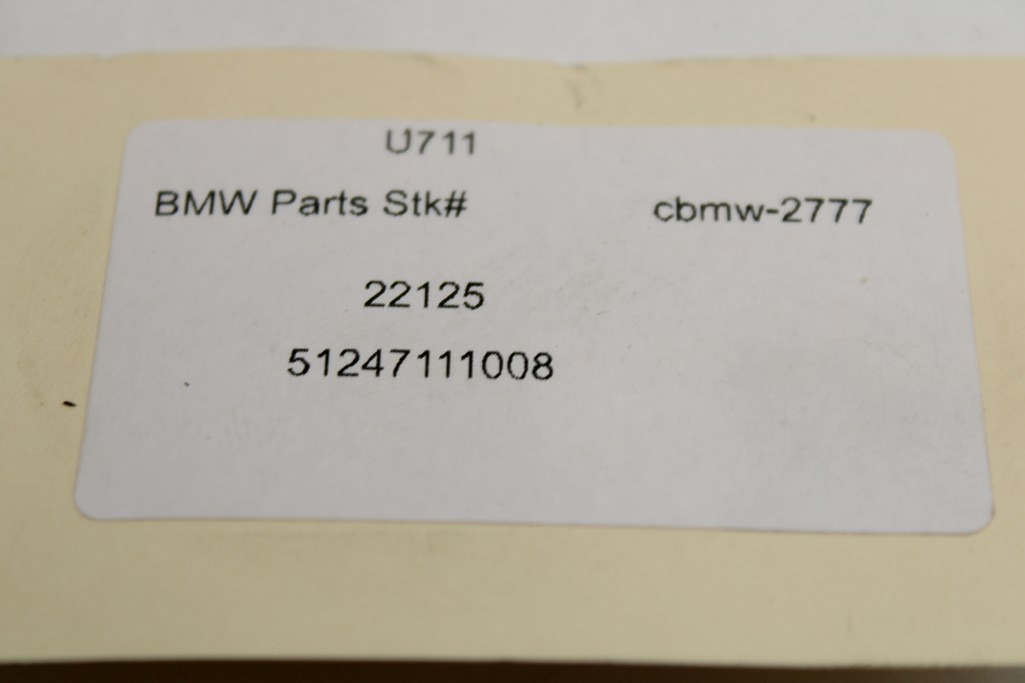 U711
BMW Parts Stk# cbmw-2777
22125
51247111008